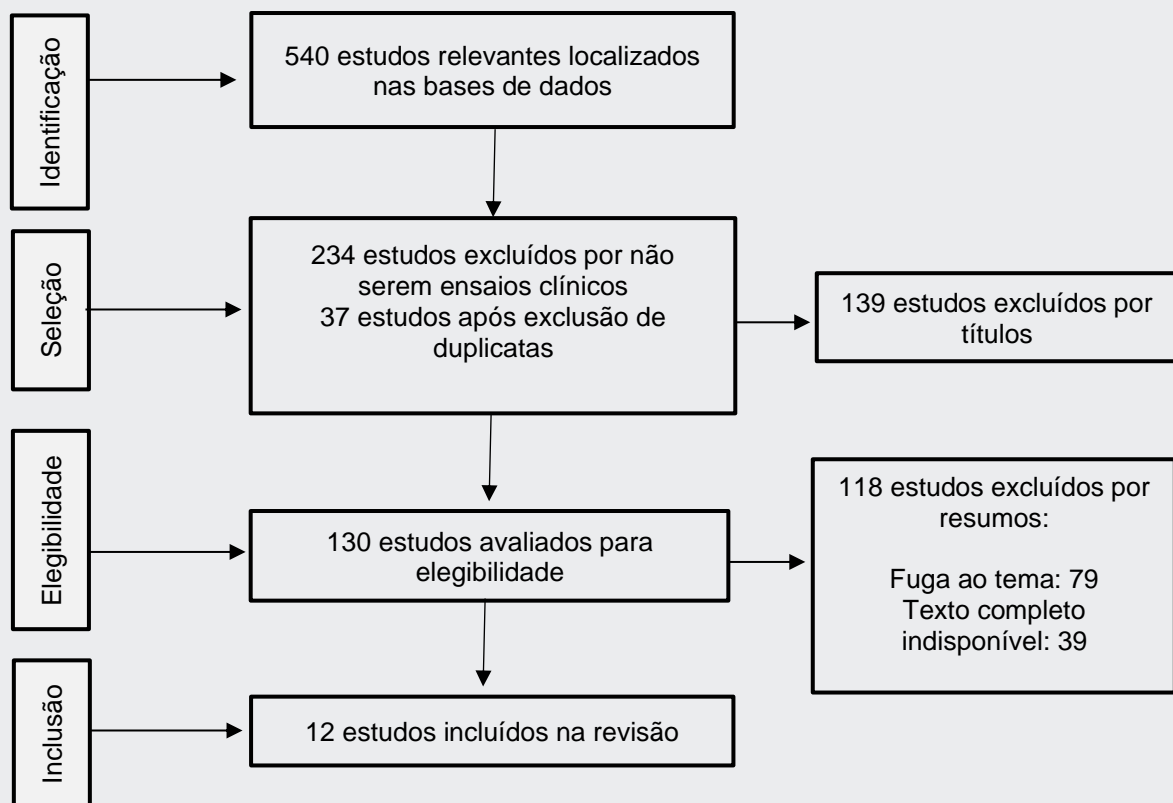 Identificação
540 estudos relevantes localizados
nas bases de dados
Seleção
234 estudos excluídos por não
serem ensaios clínicos
37 estudos após exclusão de
duplicatas
139 estudos excluídos por
títulos
Elegibilidade
130 estudos avaliados para
elegibilidade
118 estudos excluídos por
resumos:
Fuga ao tema: 79
Texto completo
indisponível: 39
Inclusão
12 estudos incluídos na revisão